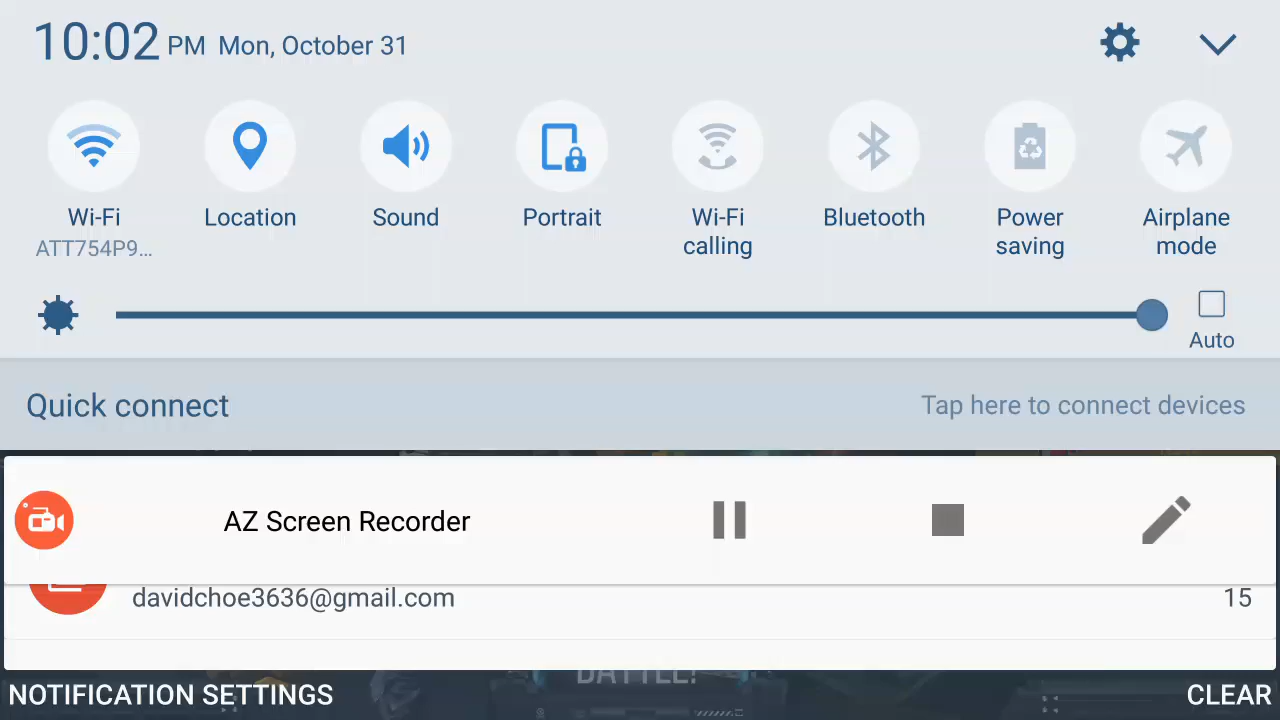 10:02 PM Mon, October 31
Wi-Fi
ATT754P9...
Location
Sound
Portrait
Wi-Fi
calling
Bluetooth
Power
saving
Airplane
mode
Auto
Quick connect
Tap here to connect devices
AZ Screen Recorder
davidchoe3636@gmail.com
15
BATTLE!
NOTIFICATION SETTINGS
CLEAR